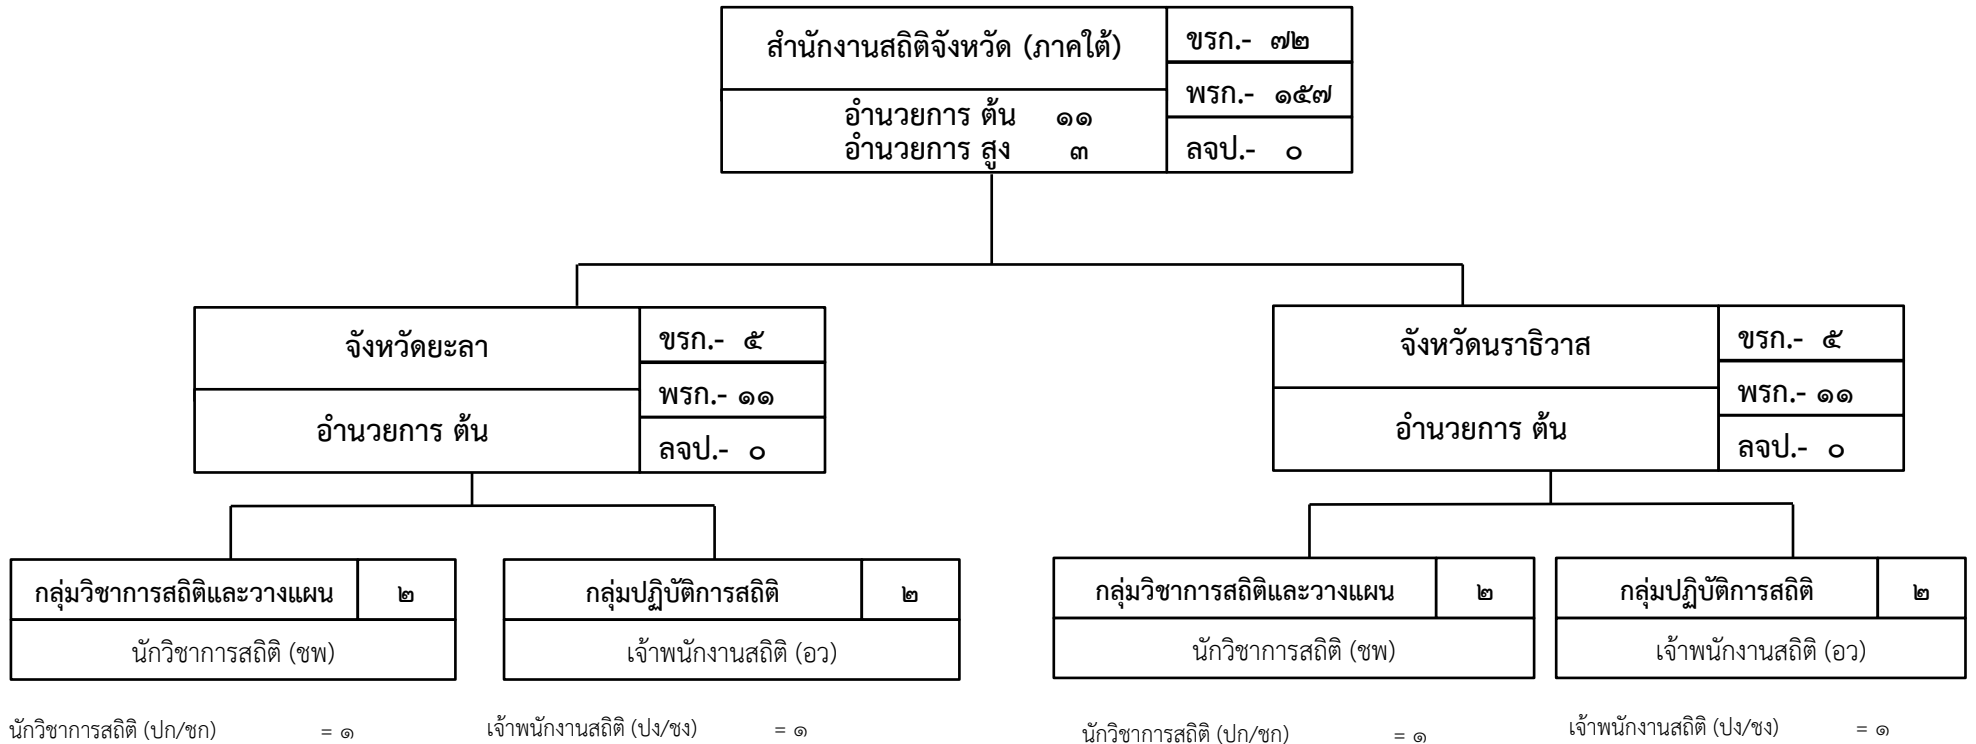 สำนักงานสถิติจังหวัด (ภาคใต้)
ขรก.- ๗๒
พรก.- ๑๕๗
อำนวยการ ต้น ๑๑
อำนวยการ สูง ๓
ลจป.- ๐
จังหวัดยะลา
ขรก.- ๕
พรก.- ๑๑
อำนวยการ ต้น
ลจป.- ๐
จังหวัดนราธิวาส
ขรก.- ๕
พรก.- ๑๑
อำนวยการ ต้น
ลจป.- ๐
กลุ่มวิชาการสถิติและวางแผน ๒
นักวิชาการสถิติ (ชพ)
กลุ่มปฏิบัติการสถิติ ๒
เจ้าพนักงานสถิติ (อว)
กลุ่มวิชาการสถิติและวางแผน ๒
นักวิชาการสถิติ (ชพ)
กลุ่มปฏิบัติการสถิติ ๒
เจ้าพนักงานสถิติ (อว)
นักวิชาการสถิติ (ปก/ชก) = ๑
เจ้าพนักงานสถิติ (ปง/ชง) = ๑
นักวิชาการสถิติ (ปก/ชก) = ๑
เจ้าพนักงานสถิติ (ปง/ชง) = ๑